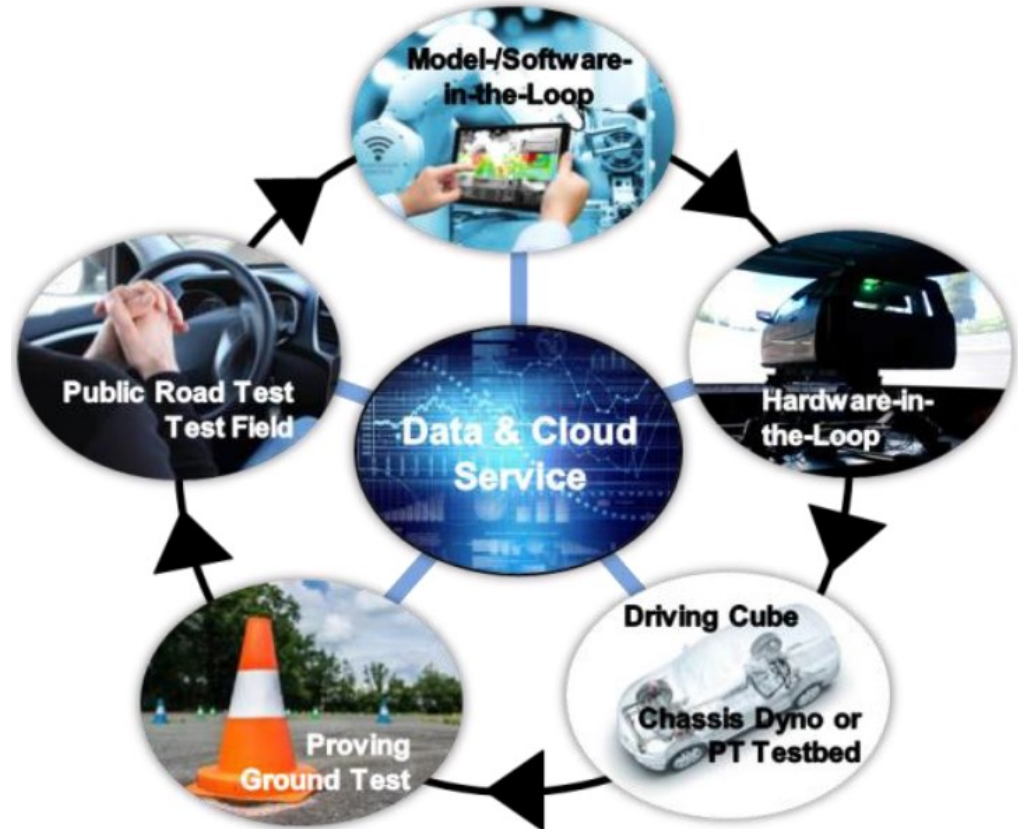 Model-/Software-
in-the-Loop
Hardware-in-
the-Loop
Driving Cube
Chassis Dyno or
PT Testbed
Proving
Ground Test
Public Road Test
Test Field
Data & Cloud
Service